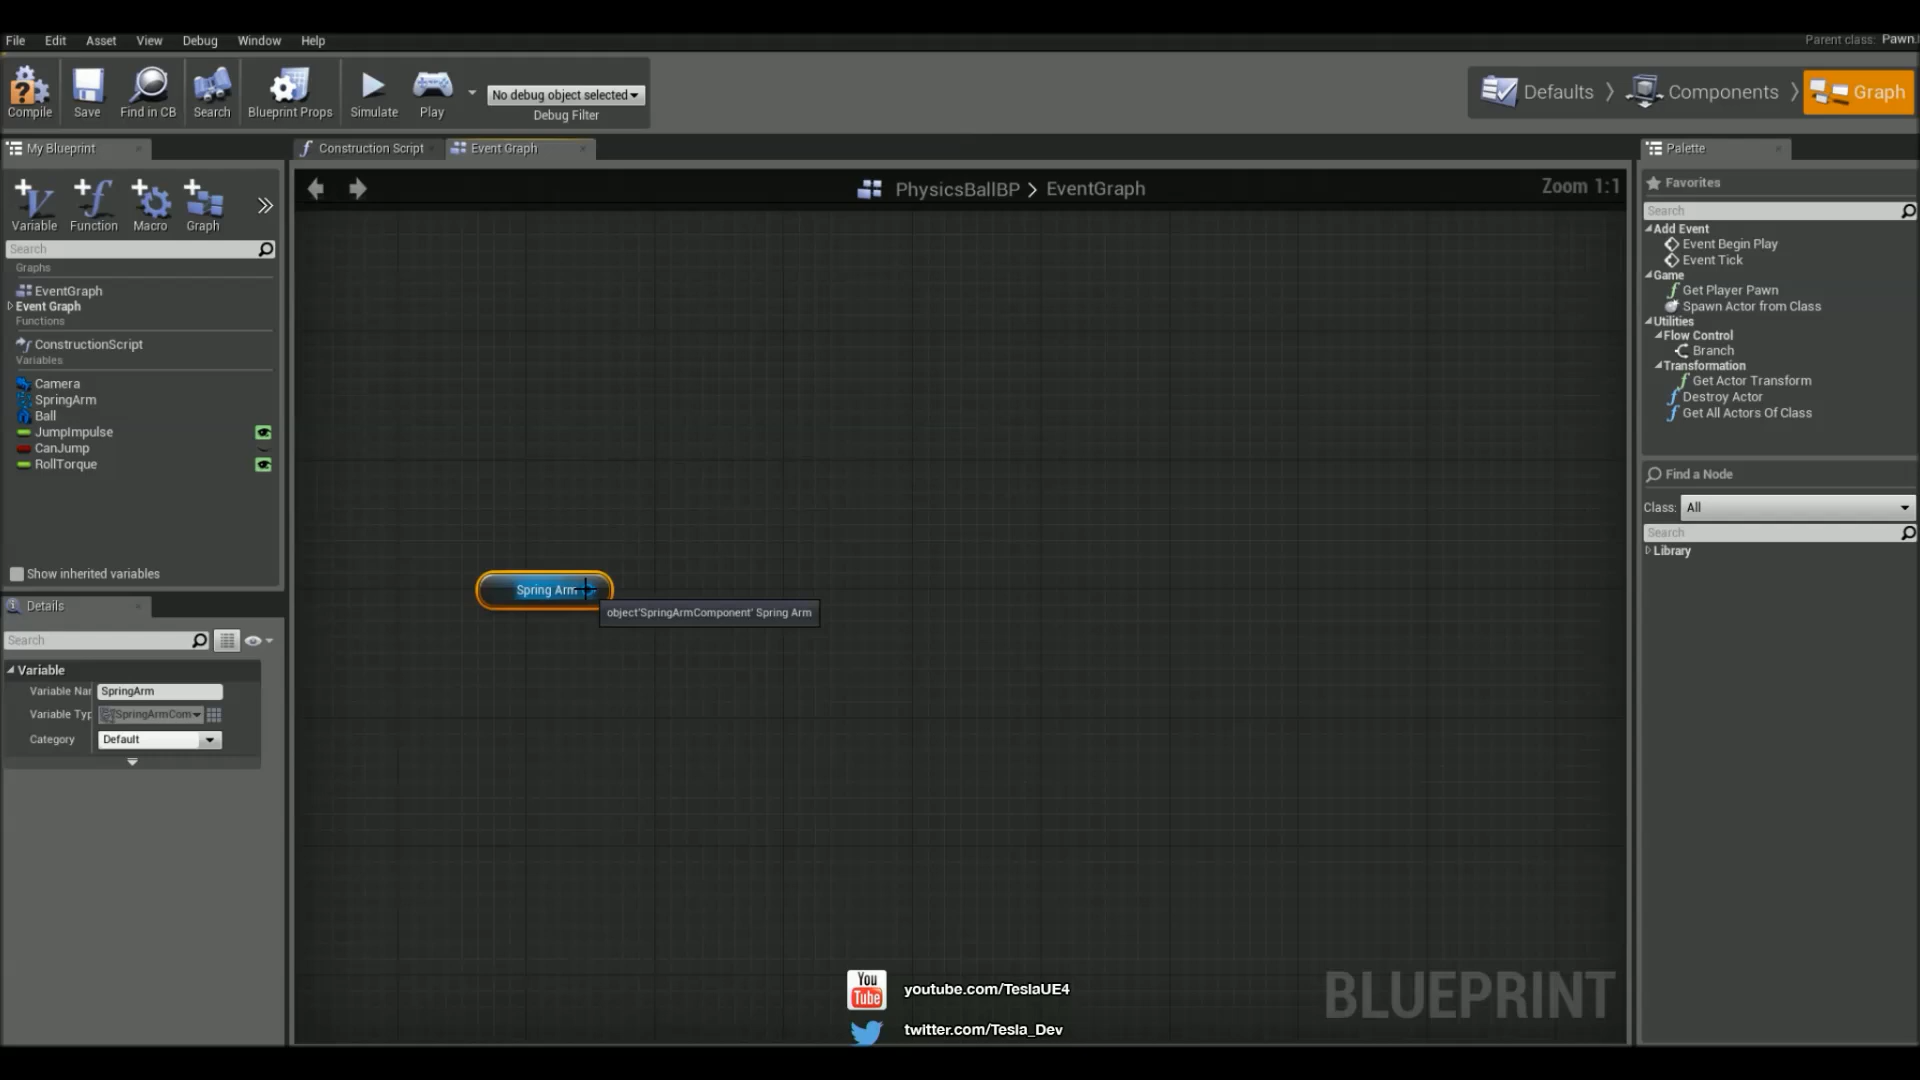 File Edit Asset View Debug Window Help
Parent class: Pawn
Compile Save Find in CB Search Blueprint Props Simulate Play
No debug object selected
Debug Filter
Defaults Components Graph
My Blueprint
Construction Script
Event Graph
Palette
Variable Function Macro Graph
Search
Graphs
EventGraph
Event Graph
Functions
ConstructionScript
Variables
Camera
SpringArm
Ball
JumpImpulse
CanJump
RollTorque
Show inherited variables
Details
Search
Variable
Variable Nar SpringArm
Variable Typ SpringArmCom
Category Default
PhysicsBallBP > EventGraph
Zoom 1:1
Spring Arm
object'SpringArmComponent' Spring Arm
BLUEPRINT
You Tube
youtube.com/TeslaUE4
twitter.com/Tesla_Dev
Favorites
Search
Add Event
Event Begin Play
Event Tick
Game
Get Player Pawn
Spawn Actor from Class
Utilities
Flow Control
Branch
Transformation
Get Actor Transform
Destroy Actor
Get All Actors Of Class
Find a Node
Class: All
Search
Library